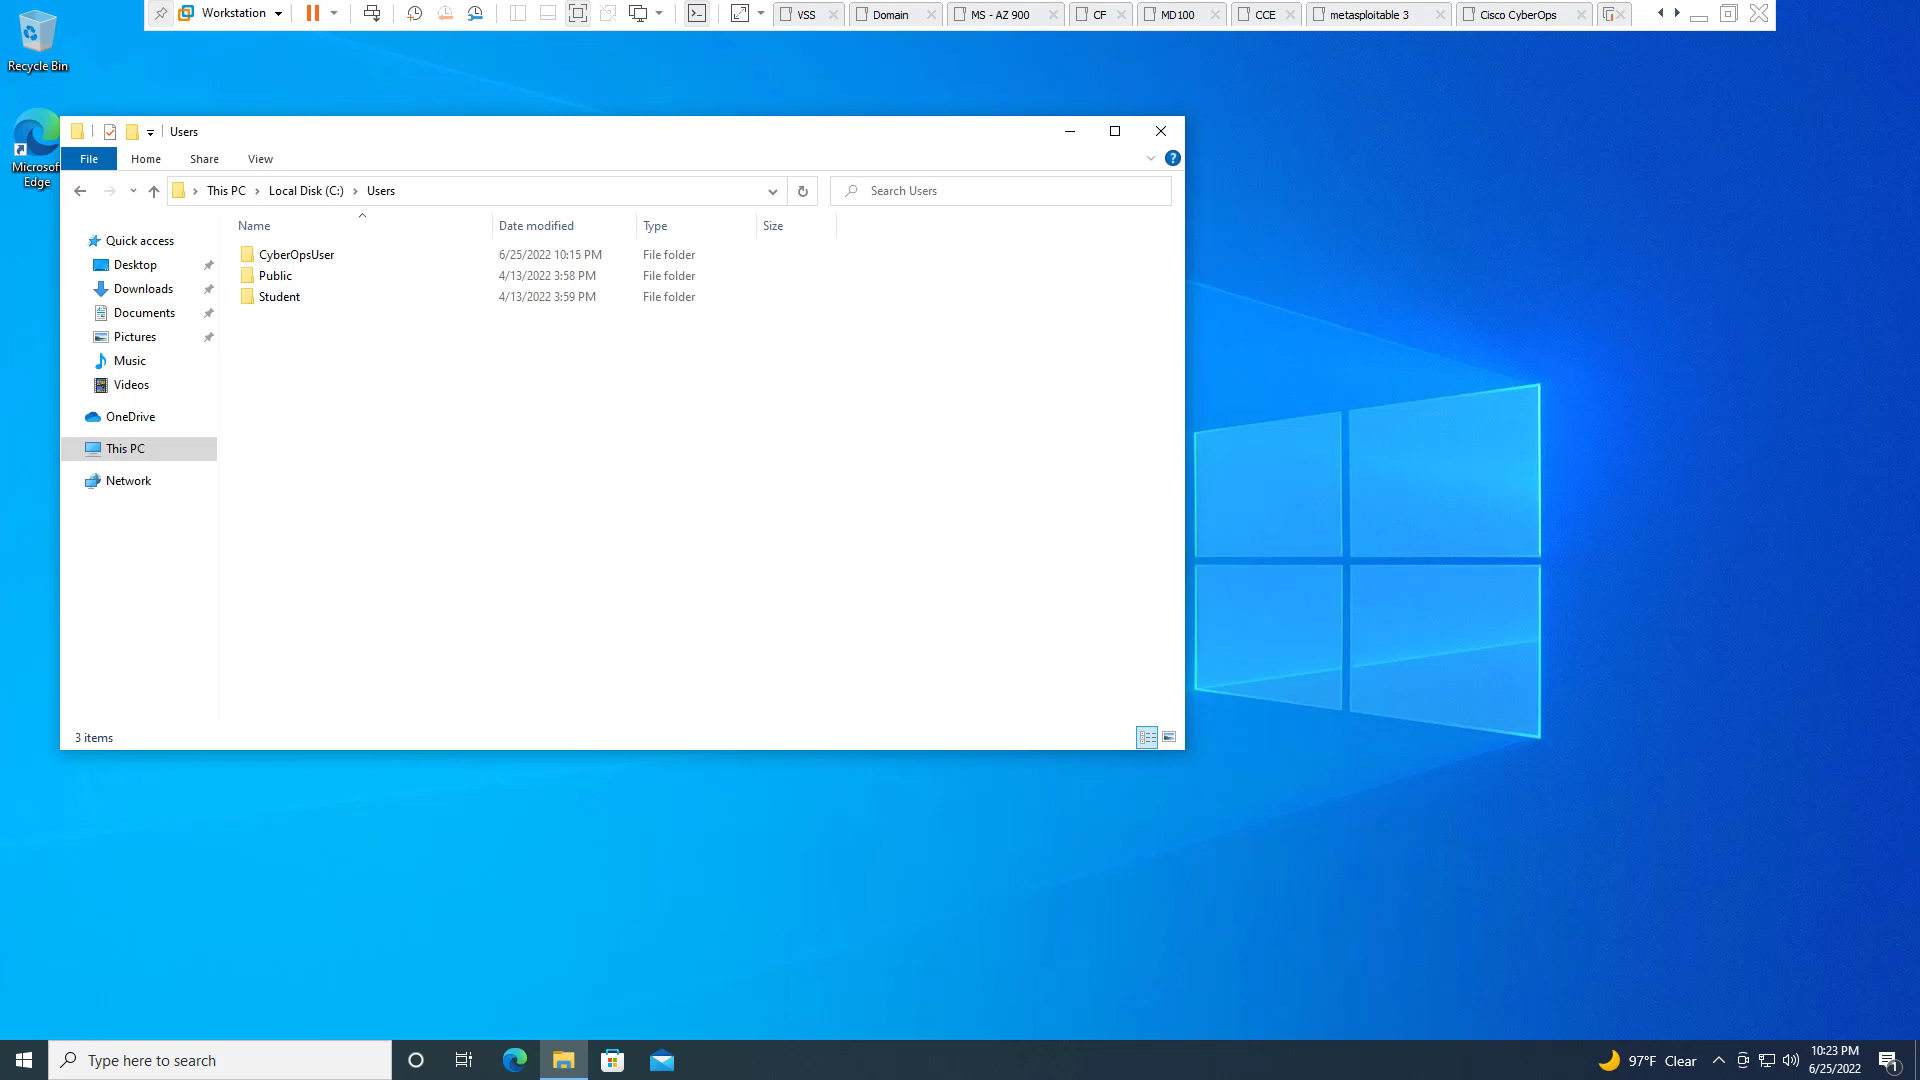 Workstation
VSS
Domain
MS - AZ 900
CF
MD100
CCE
metasploitable 3
Cisco CyberOps
Recycle Bin
Microsof
Edge
Users
File
Home
Share
View
?
This PC
Local Disk (C:)
Users
Search Users
Name
Date modified
Type
Size
CyberOpsUser 6/25/2022 10:15 PM File folder
Public 4/13/2022 3:58 PM File folder
Student 4/13/2022 3:59 PM File folder
Quick access
Desktop
Downloads
Documents
Pictures
Music
Videos
OneDrive
This PC
Network
3 items
Type here to search
97°F Clear
10:23 PM
6/25/2022
1